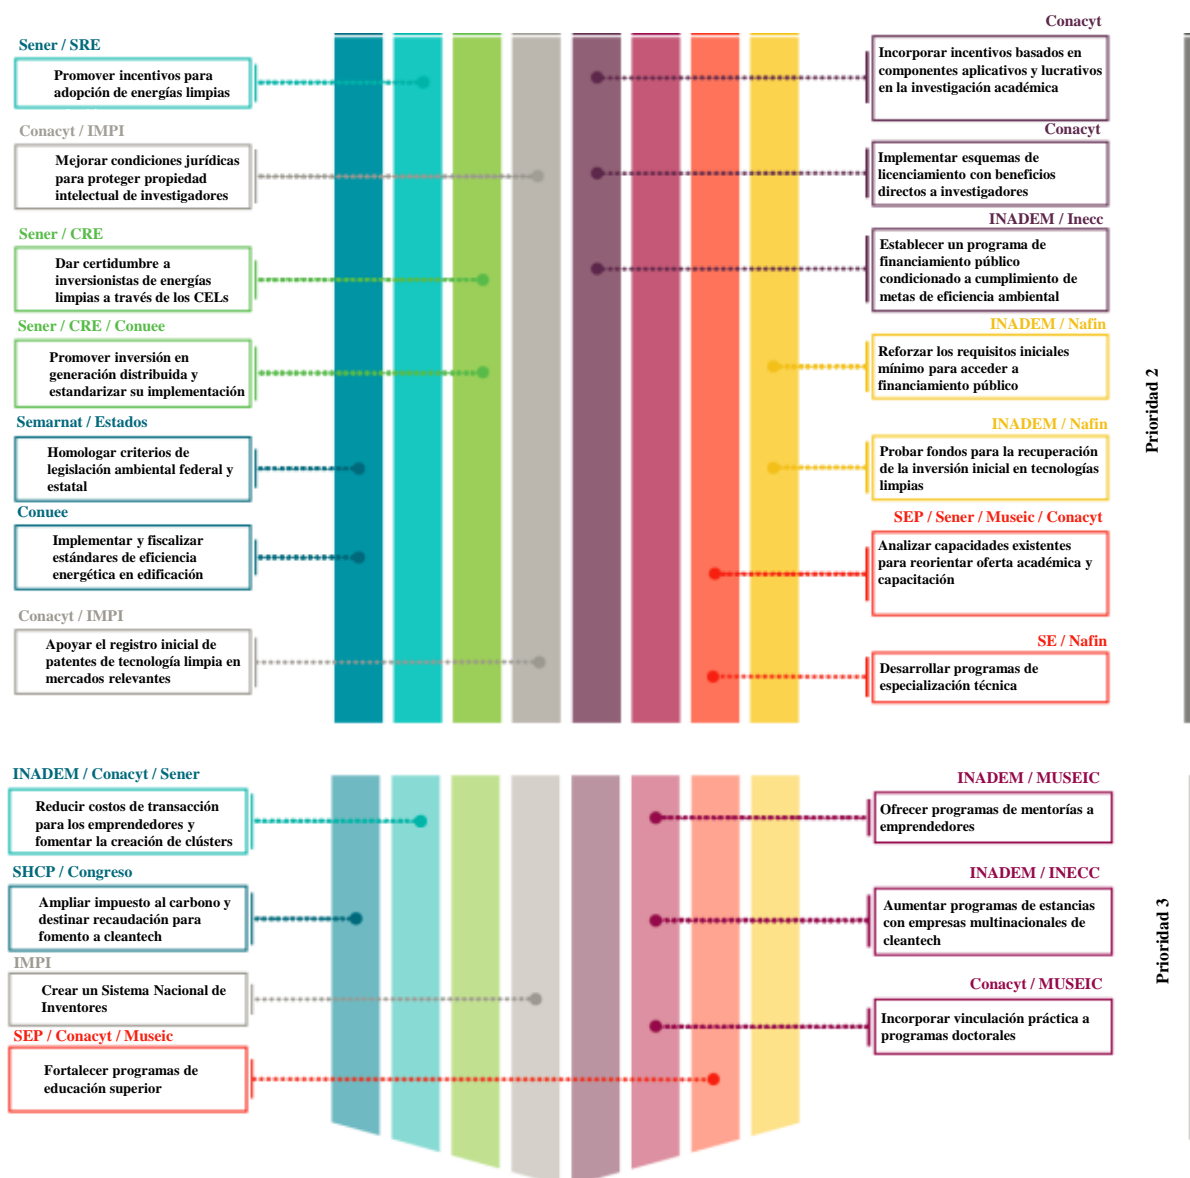 Sener / SRE
Promover incentivos para
adopción de energías limpias
Conacyt / IMPI
Mejorar condiciones jurídicas
para proteger propiedad
intelectual de investigadores
Sener / CRE
Dar certidumbre a
inversionistas de energías
limpias a través de los CELs
Sener / CRE / Conuee
Promover inversión en
generación distribuida y
estandarizar su implementación
Semarnat / Estados
Homologar criterios de
legislación ambiental federal y
estatal
Conuee
Implementar y fiscalizar
estándares de eficiencia
energética en edificación
Conacyt / IMPI
Apoyar el registro inicial de
patentes de tecnología limpia en
mercados relevantes
Conacyt
Incorporar incentivos basados en
componentes aplicativos y lucrativos
en la investigación académica
Conacyt
Implementar esquemas de
licenciamiento con beneficios
directos a investigadores
INADEM / Inecc
Establecer un programa de
financiamiento público
condicionado a cumplimiento de
metas de eficiencia ambiental
INADEM / Nafin
Reforzar los requisitos iniciales
mínimo para acceder a
financiamiento público
INADEM / Nafin
Probar fondos para la recuperación
de la inversión inicial en tecnologías
limpias
SEP / Sener / Museic / Conacyt
Analizar capacidades existentes
para reorientar oferta académica y
capacitación
SE / Nafin
Desarrollar programas de
especialización técnica
Prioridad 2
INADEM / Conacyt / Sener
Reducir costos de transacción
para los emprendedores y
fomentar la creación de clústers
SHCP / Congreso
Ampliar impuesto al carbono y
destinar recaudación para
fomento a cleantech
IMPI
Crear un Sistema Nacional de
Inventores
SEP / Conacyt / Museic
Fortalecer programas de
educación superior
INADEM / MUSEIC
Ofrecer programas de mentorías a
emprendedores
INADEM / INECC
Aumentar programas de estancias
con empresas multinacionales de
cleantech
Conacyt / MUSEIC
Incorporar vinculación práctica a
programas doctorales
Prioridad 3